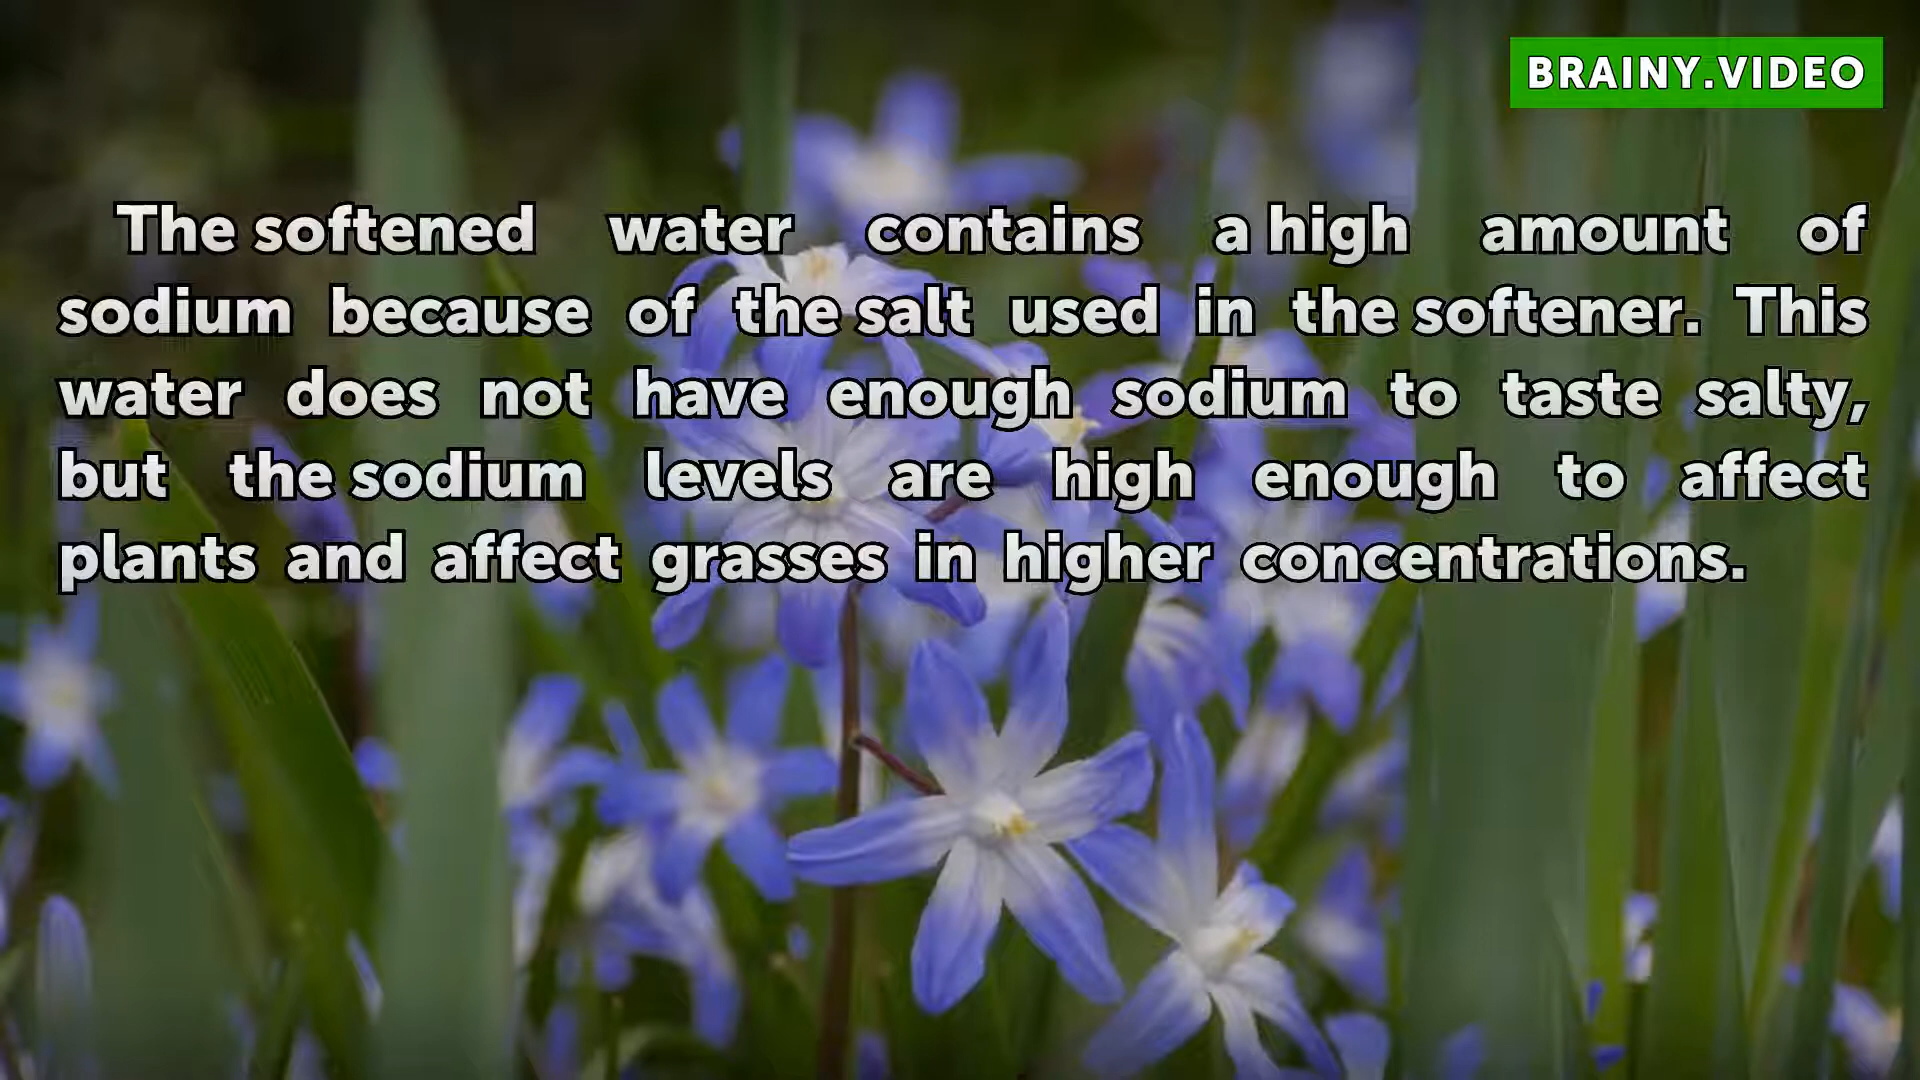 BRAINY.VIDEO
The softened water contains a high amount of
sodium because of the salt used in the softener. This
water does not have enough sodium to taste salty,
but the sodium levels are high enough to affect
plants and affect grasses in higher concentrations.